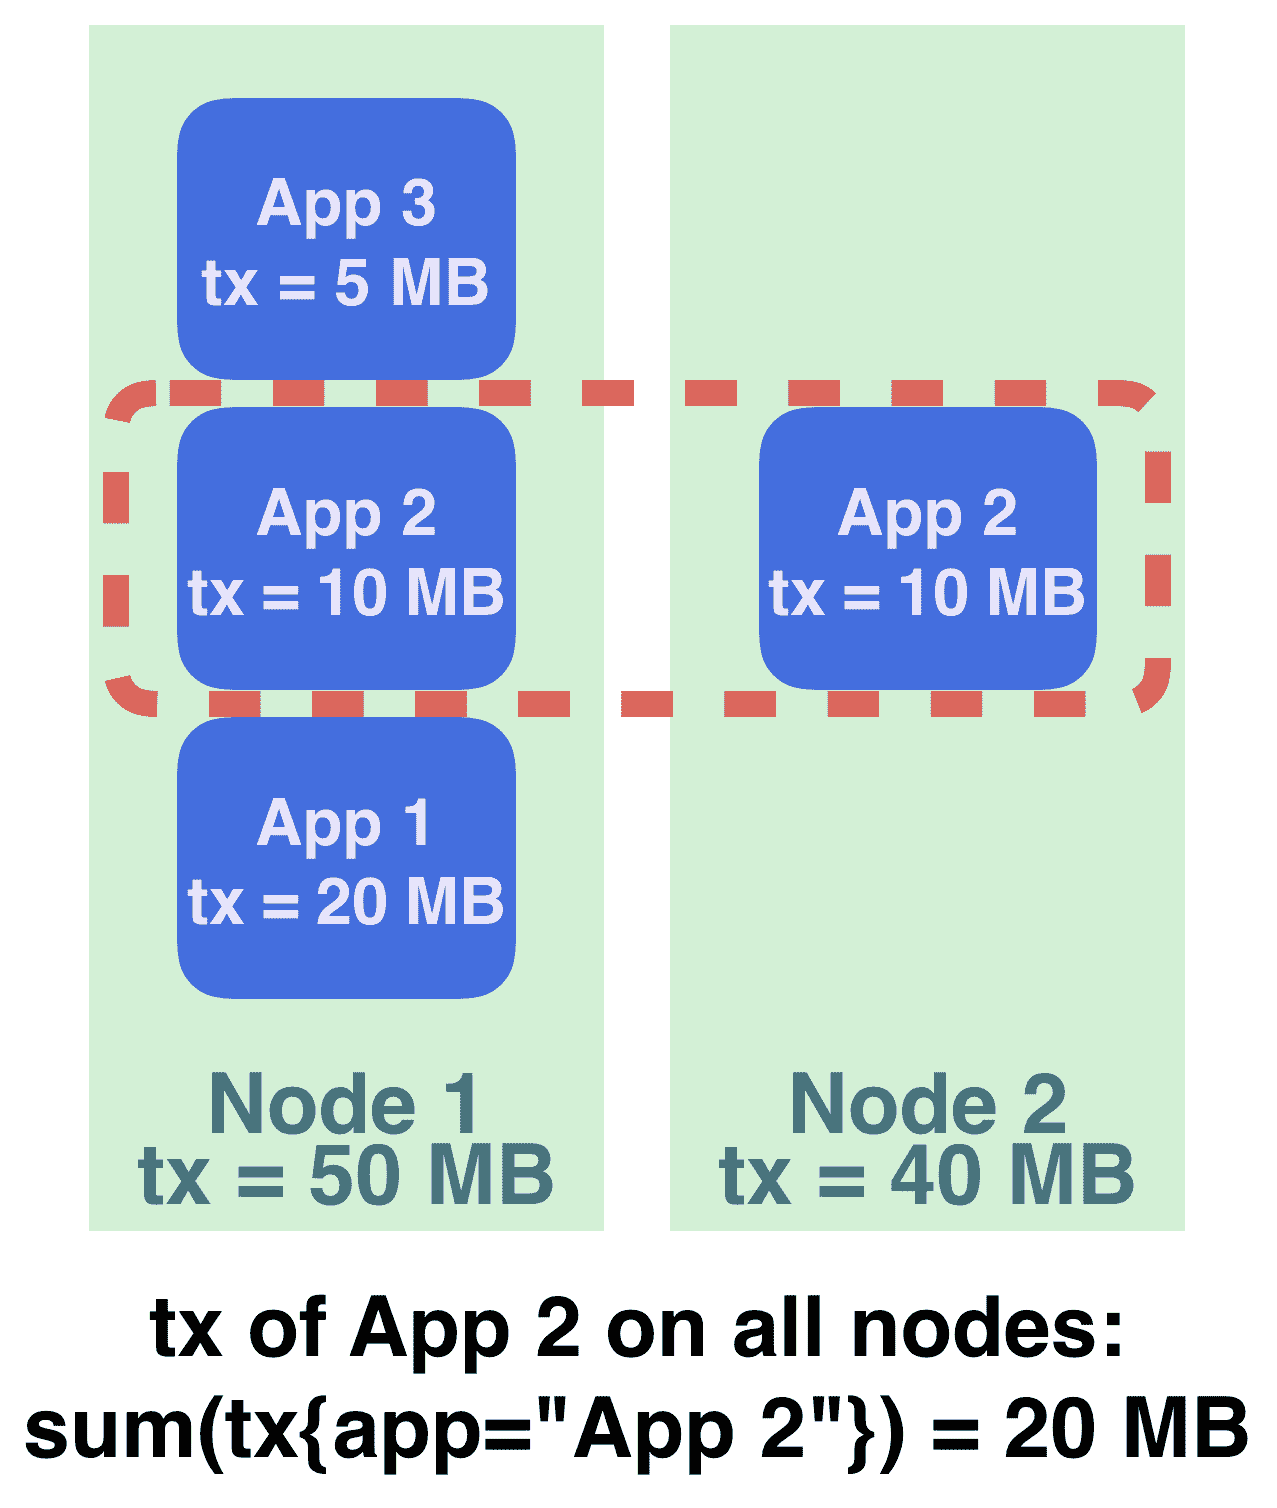 App 3
tx = 5 MB
App 2
tx = 10 MB
App 2
tx = 10 MB
App 1
tx = 20 MB
Node 1
tx = 50 MB
Node 2
tx = 40 MB
tx of App 2 on all nodes:
sum(tx{app="App 2"}) = 20 MB